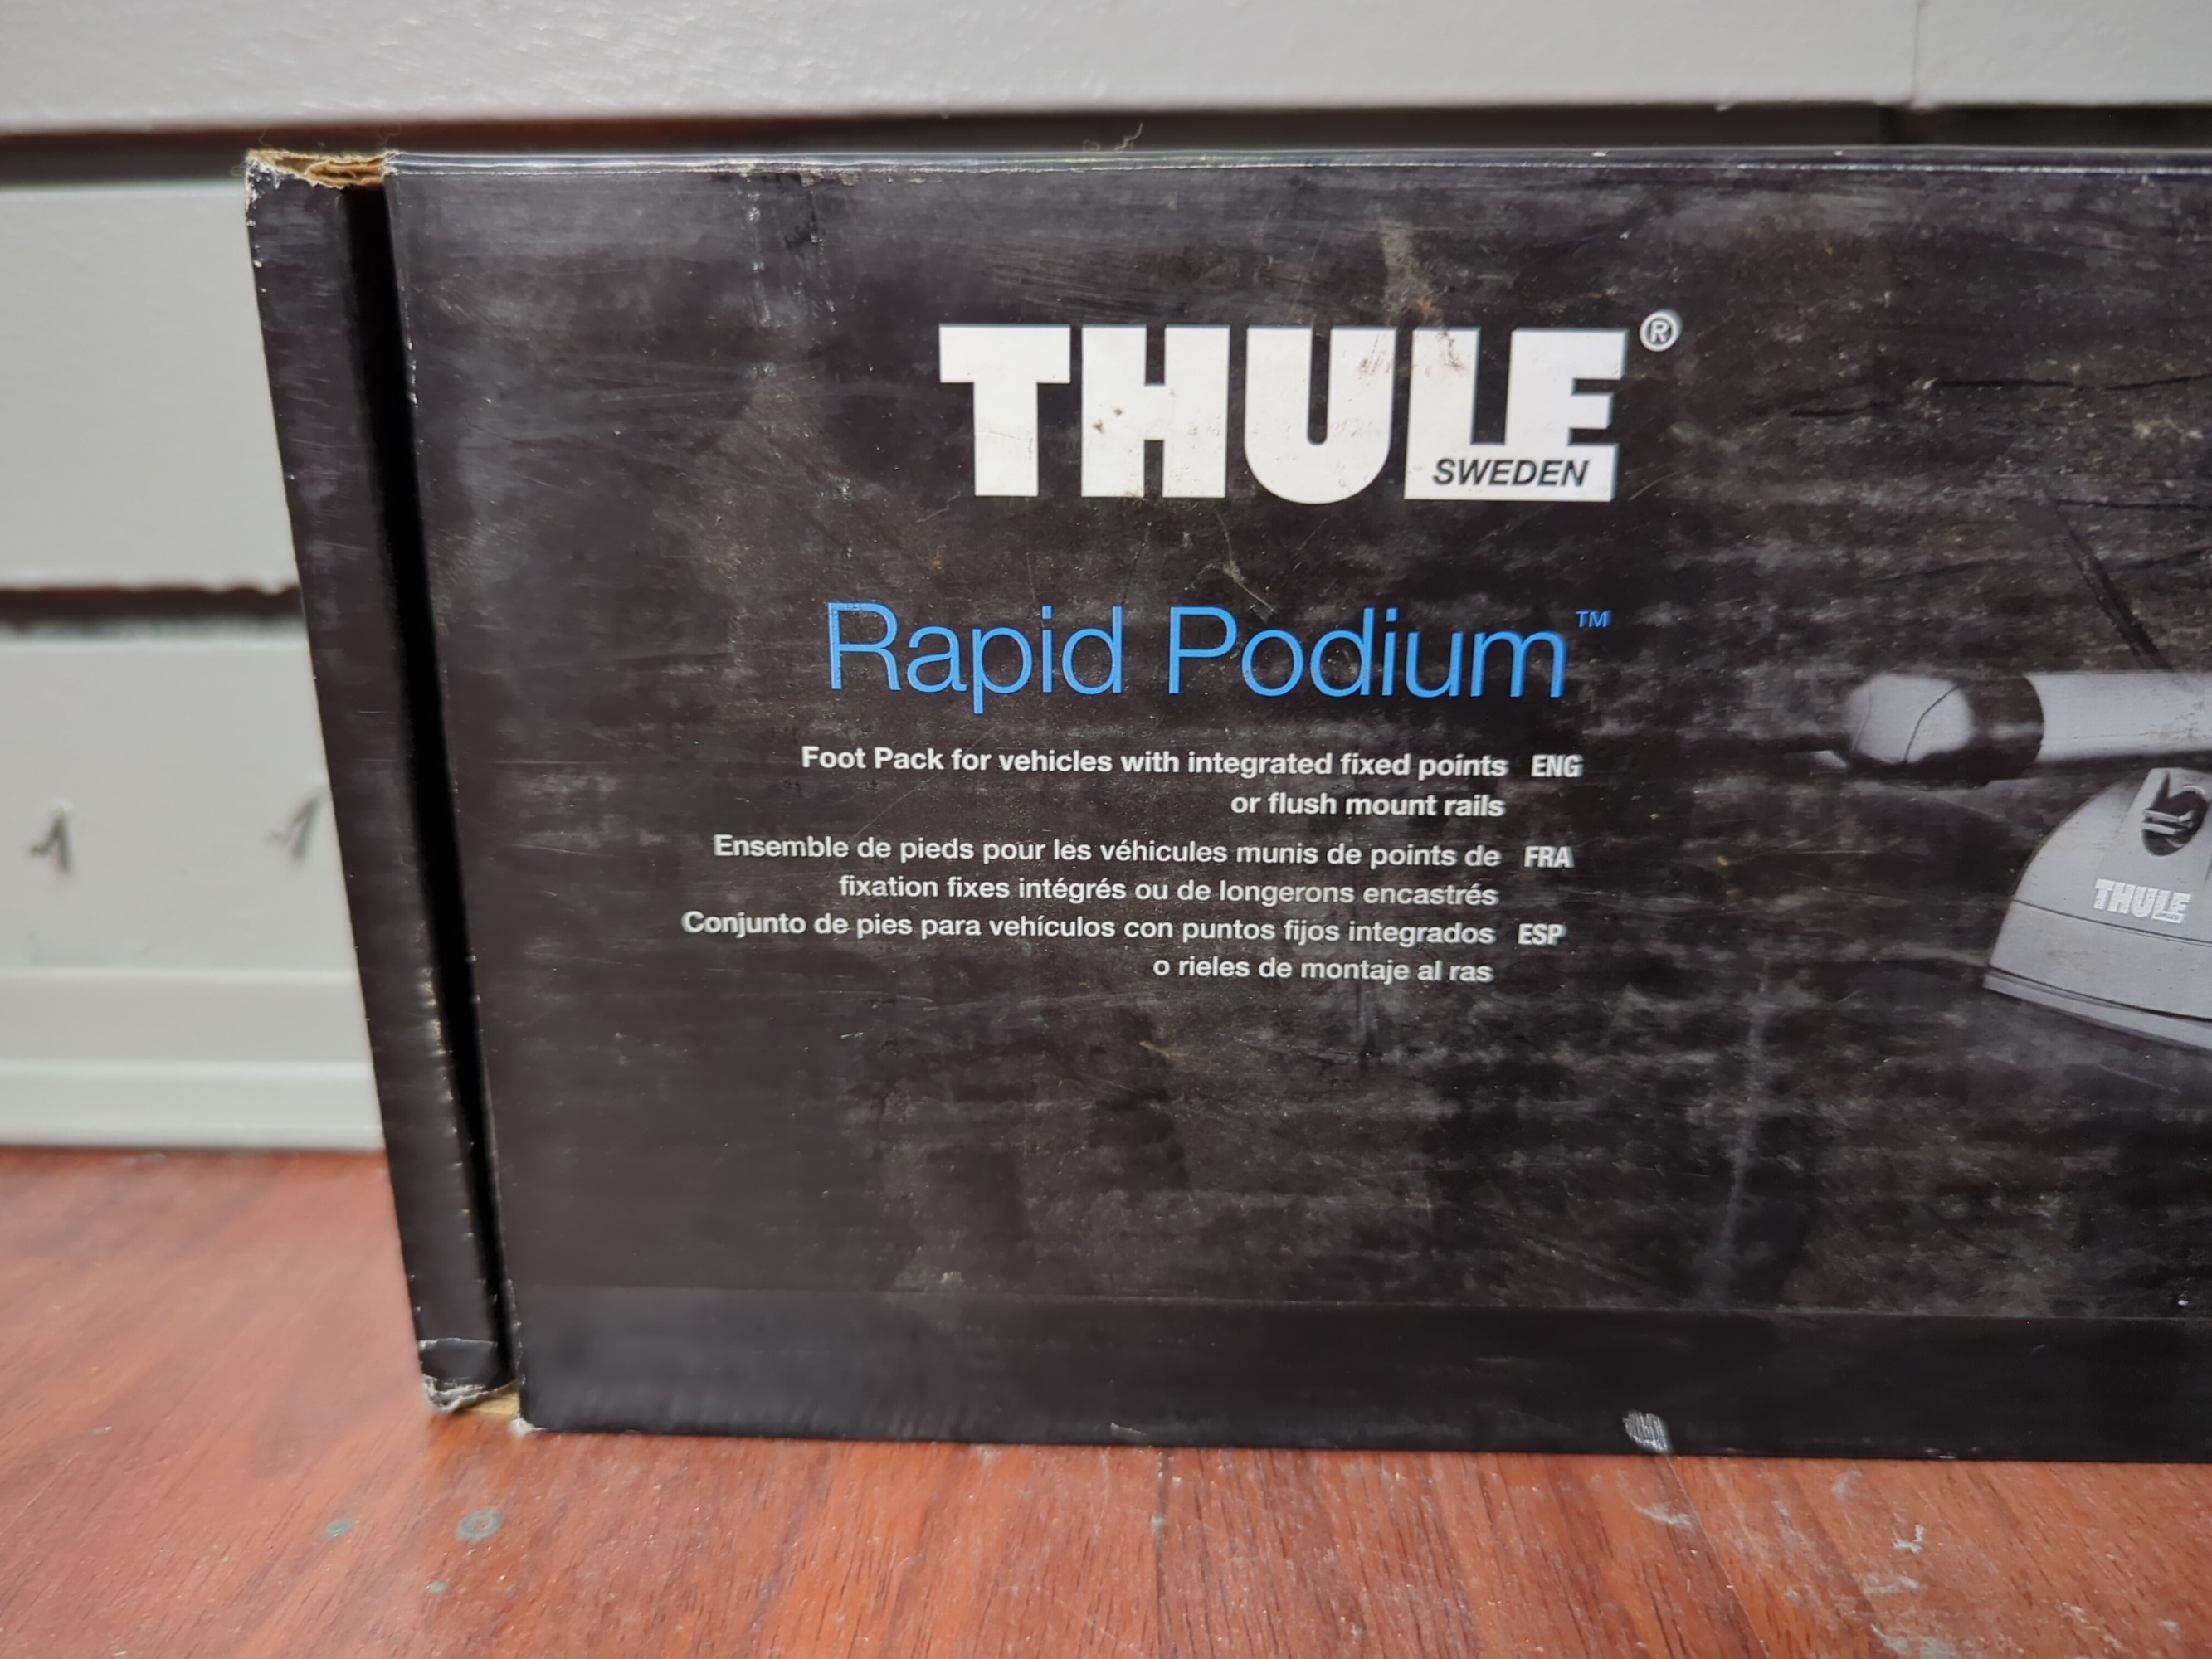 THULE®
SWEDEN
Rapid Podium™
Foot Pack for vehicles with integrated fixed points ENG
or flush mount rails
Ensemble de pieds pour les véhicules munis de points de FRA
fixation fixes intégrés ou de longerons encastrés
Conjunto de pies para vehículos con puntos fijos integrados ESP
o rieles de montaje al ras
THULE